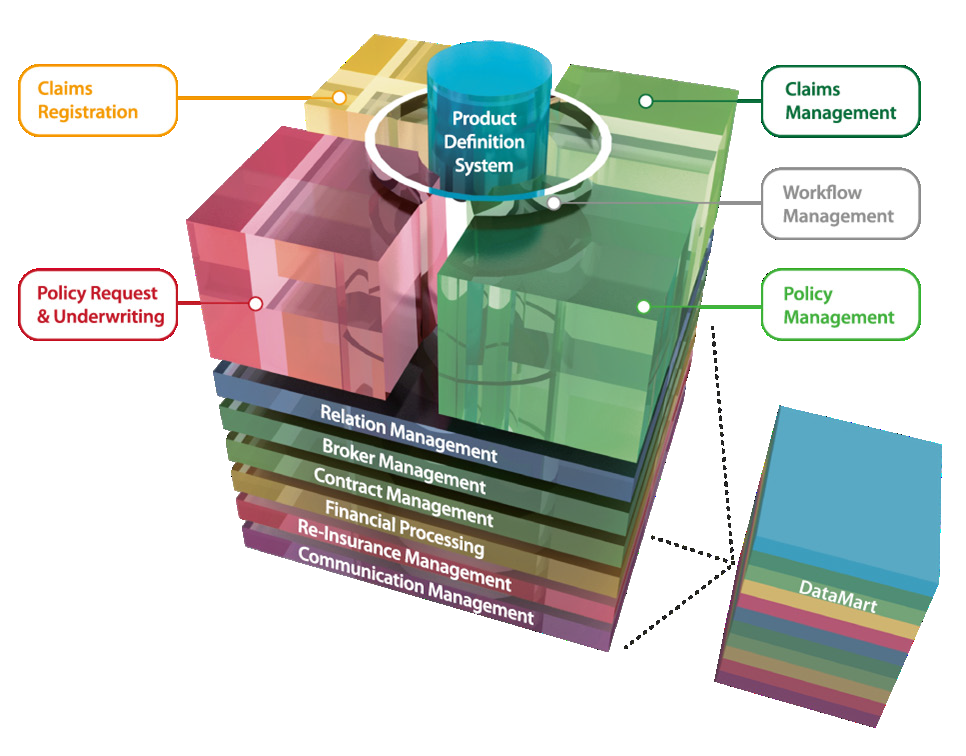 Claims
Registration
Product
Definition
System
Claims
Management
Workflow
Management
Policy Request
& Underwriting
Policy
Management
Relation Management
Broker Management
Contract Management
Financial Processing
Re-Insurance Management
Communication Management
DataMart